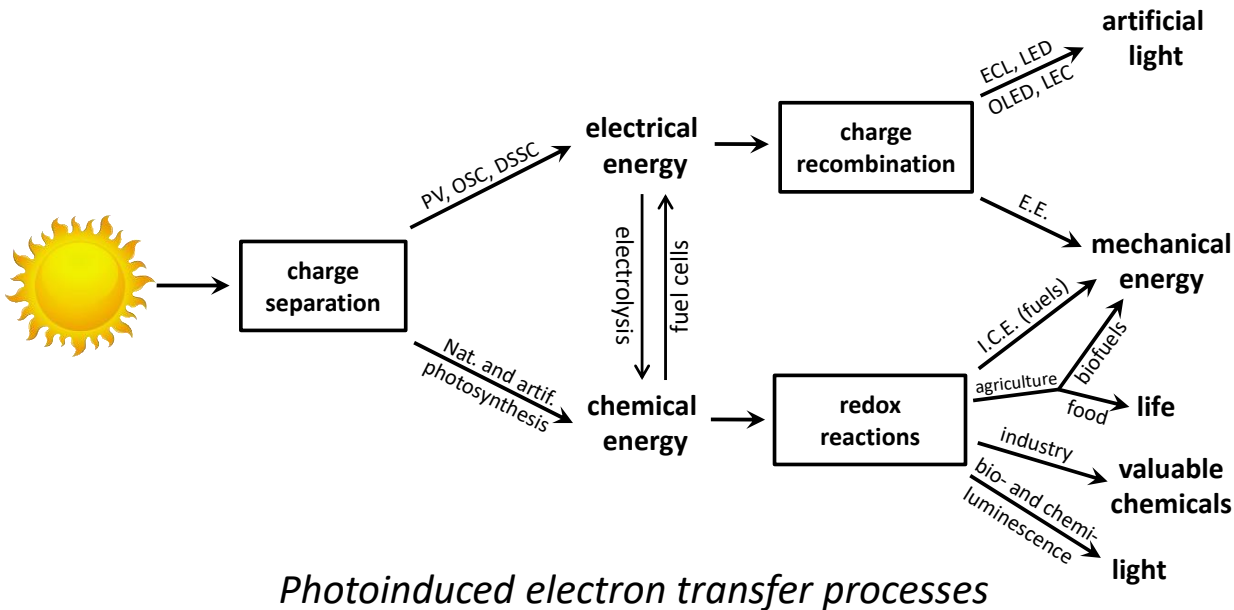 artificial
light
ECL, LED
OLED, LEC
electrical
energy
charge
recombination
PV, OSC, DSSC
E.E.
mechanical
energy
charge
separation
electrolysis
fuel cells
I.C.E. (fuels)
biofuels
Nat. and artif.
photosynthesis
agriculture
food
life
chemical
energy
redox
reactions
industry
valuable
chemicals
bio- and chemi-
luminescence
light
Photoinduced electron transfer processes